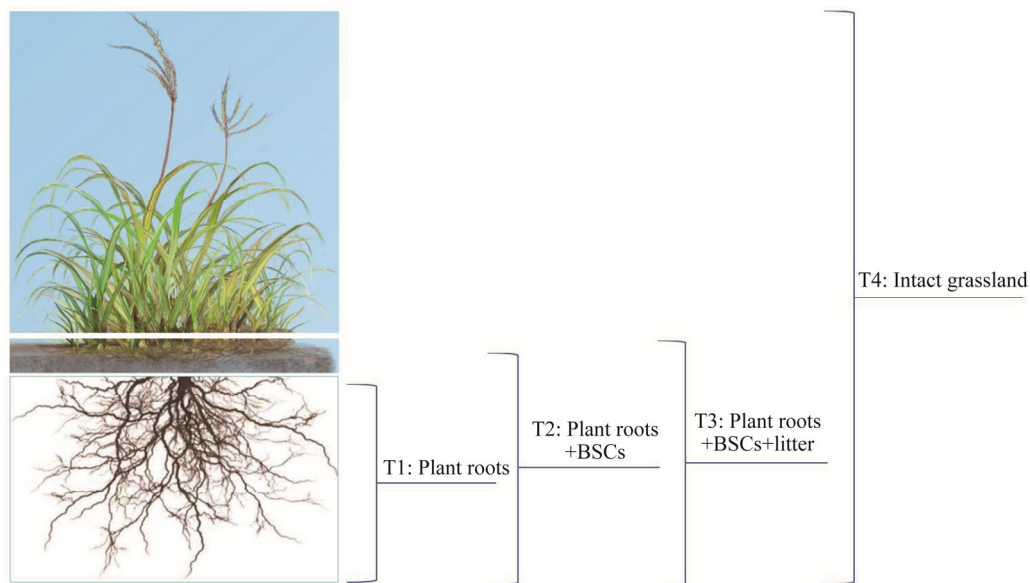 T4: Intact grassland
T1: Plant roots
T2: Plant roots
+BSCs
T3: Plant roots
+BSCs+litter